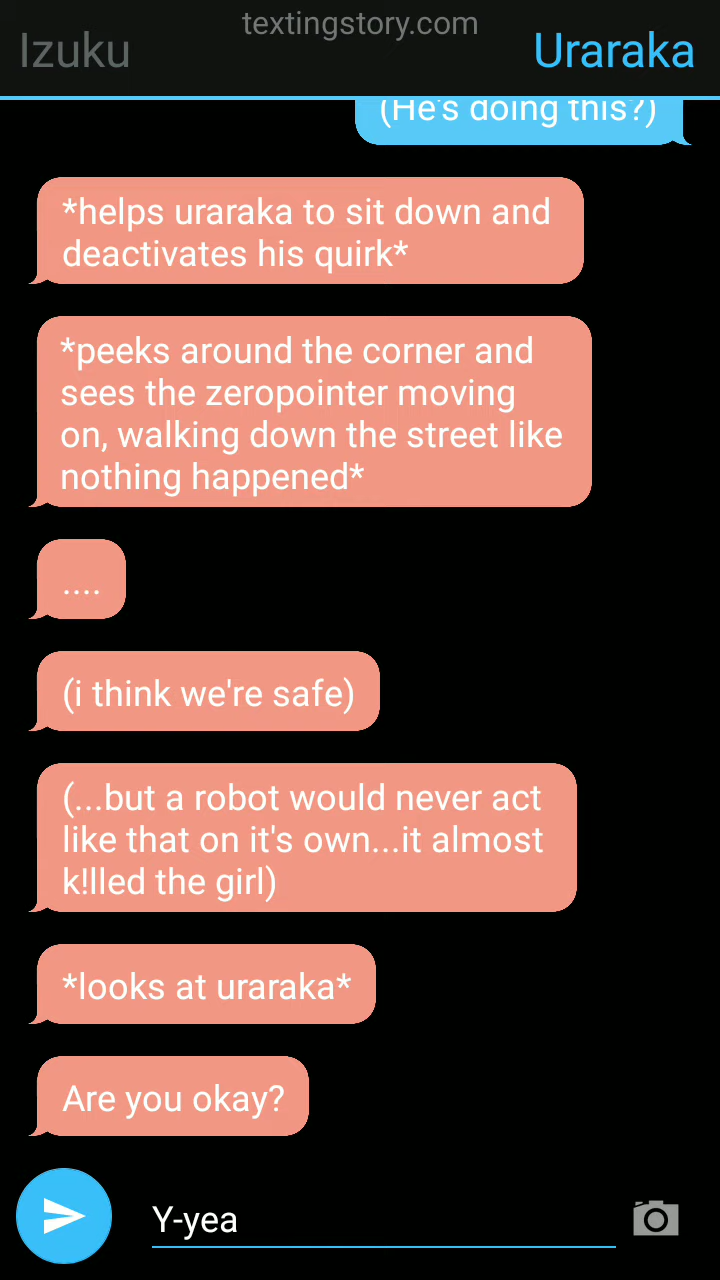 textingstory.com
Izuku
Uraraka
(He's doing this?)
*helps uraraka to sit down and
deactivates his quirk*
*peeks around the corner and
sees the zeropointer moving
on, walking down the street like
nothing happened*
....
(i think we're safe)
(...but a robot would never act
like that on it's own...it almost
k!lled the girl)
*looks at uraraka*
Are you okay?
Y-yea